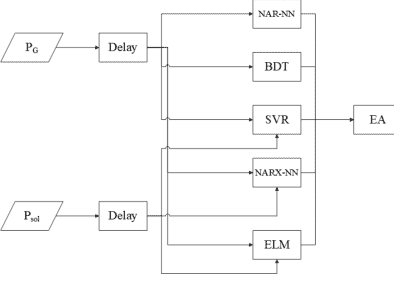 NAR-NN
P_G
Delay
BDT
SVR
EA
NARX-NN
P_sol
Delay
ELM